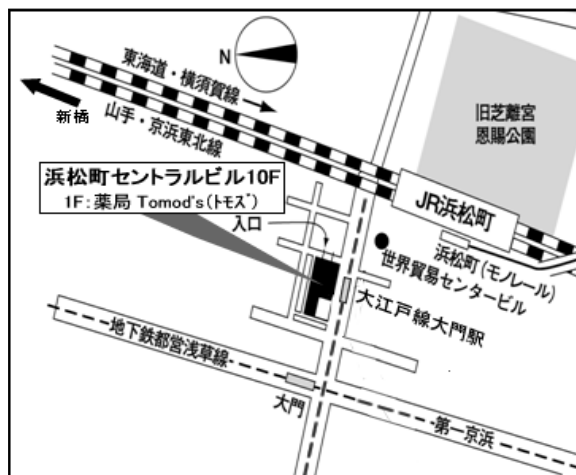 N
東海道・横須賀線
新橋
山手・京浜東北線
旧芝離宮
恩賜公園
浜松町セントラルビル10F
1F:薬局 Tomod's(トモズ)
入口
JR浜松町
浜松町(モノレール)
世界貿易センタービル
大江戸線大門駅
地下鉄都営浅草線
大門
第一京浜